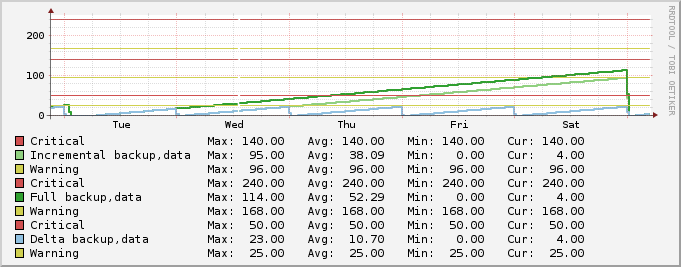 RRDTOOL / TOBI OETIKER
200
100
0
Tue Wed Thu Fri Sat
Critical Max: 140.00 Avg: 140.00 Min: 140.00 Cur: 140.00
Incremental backup,data Max: 95.00 Avg: 38.09 Min: 0.00 Cur: 4.00
Warning Max: 96.00 Avg: 96.00 Min: 96.00 Cur: 96.00
Critical Max: 240.00 Avg: 240.00 Min: 240.00 Cur: 240.00
Full backup,data Max: 114.00 Avg: 52.29 Min: 0.00 Cur: 4.00
Warning Max: 168.00 Avg: 168.00 Min: 168.00 Cur: 168.00
Critical Max: 50.00 Avg: 50.00 Min: 50.00 Cur: 50.00
Delta backup,data Max: 23.00 Avg: 10.70 Min: 0.00 Cur: 4.00
Warning Max: 25.00 Avg: 25.00 Min: 25.00 Cur: 25.00